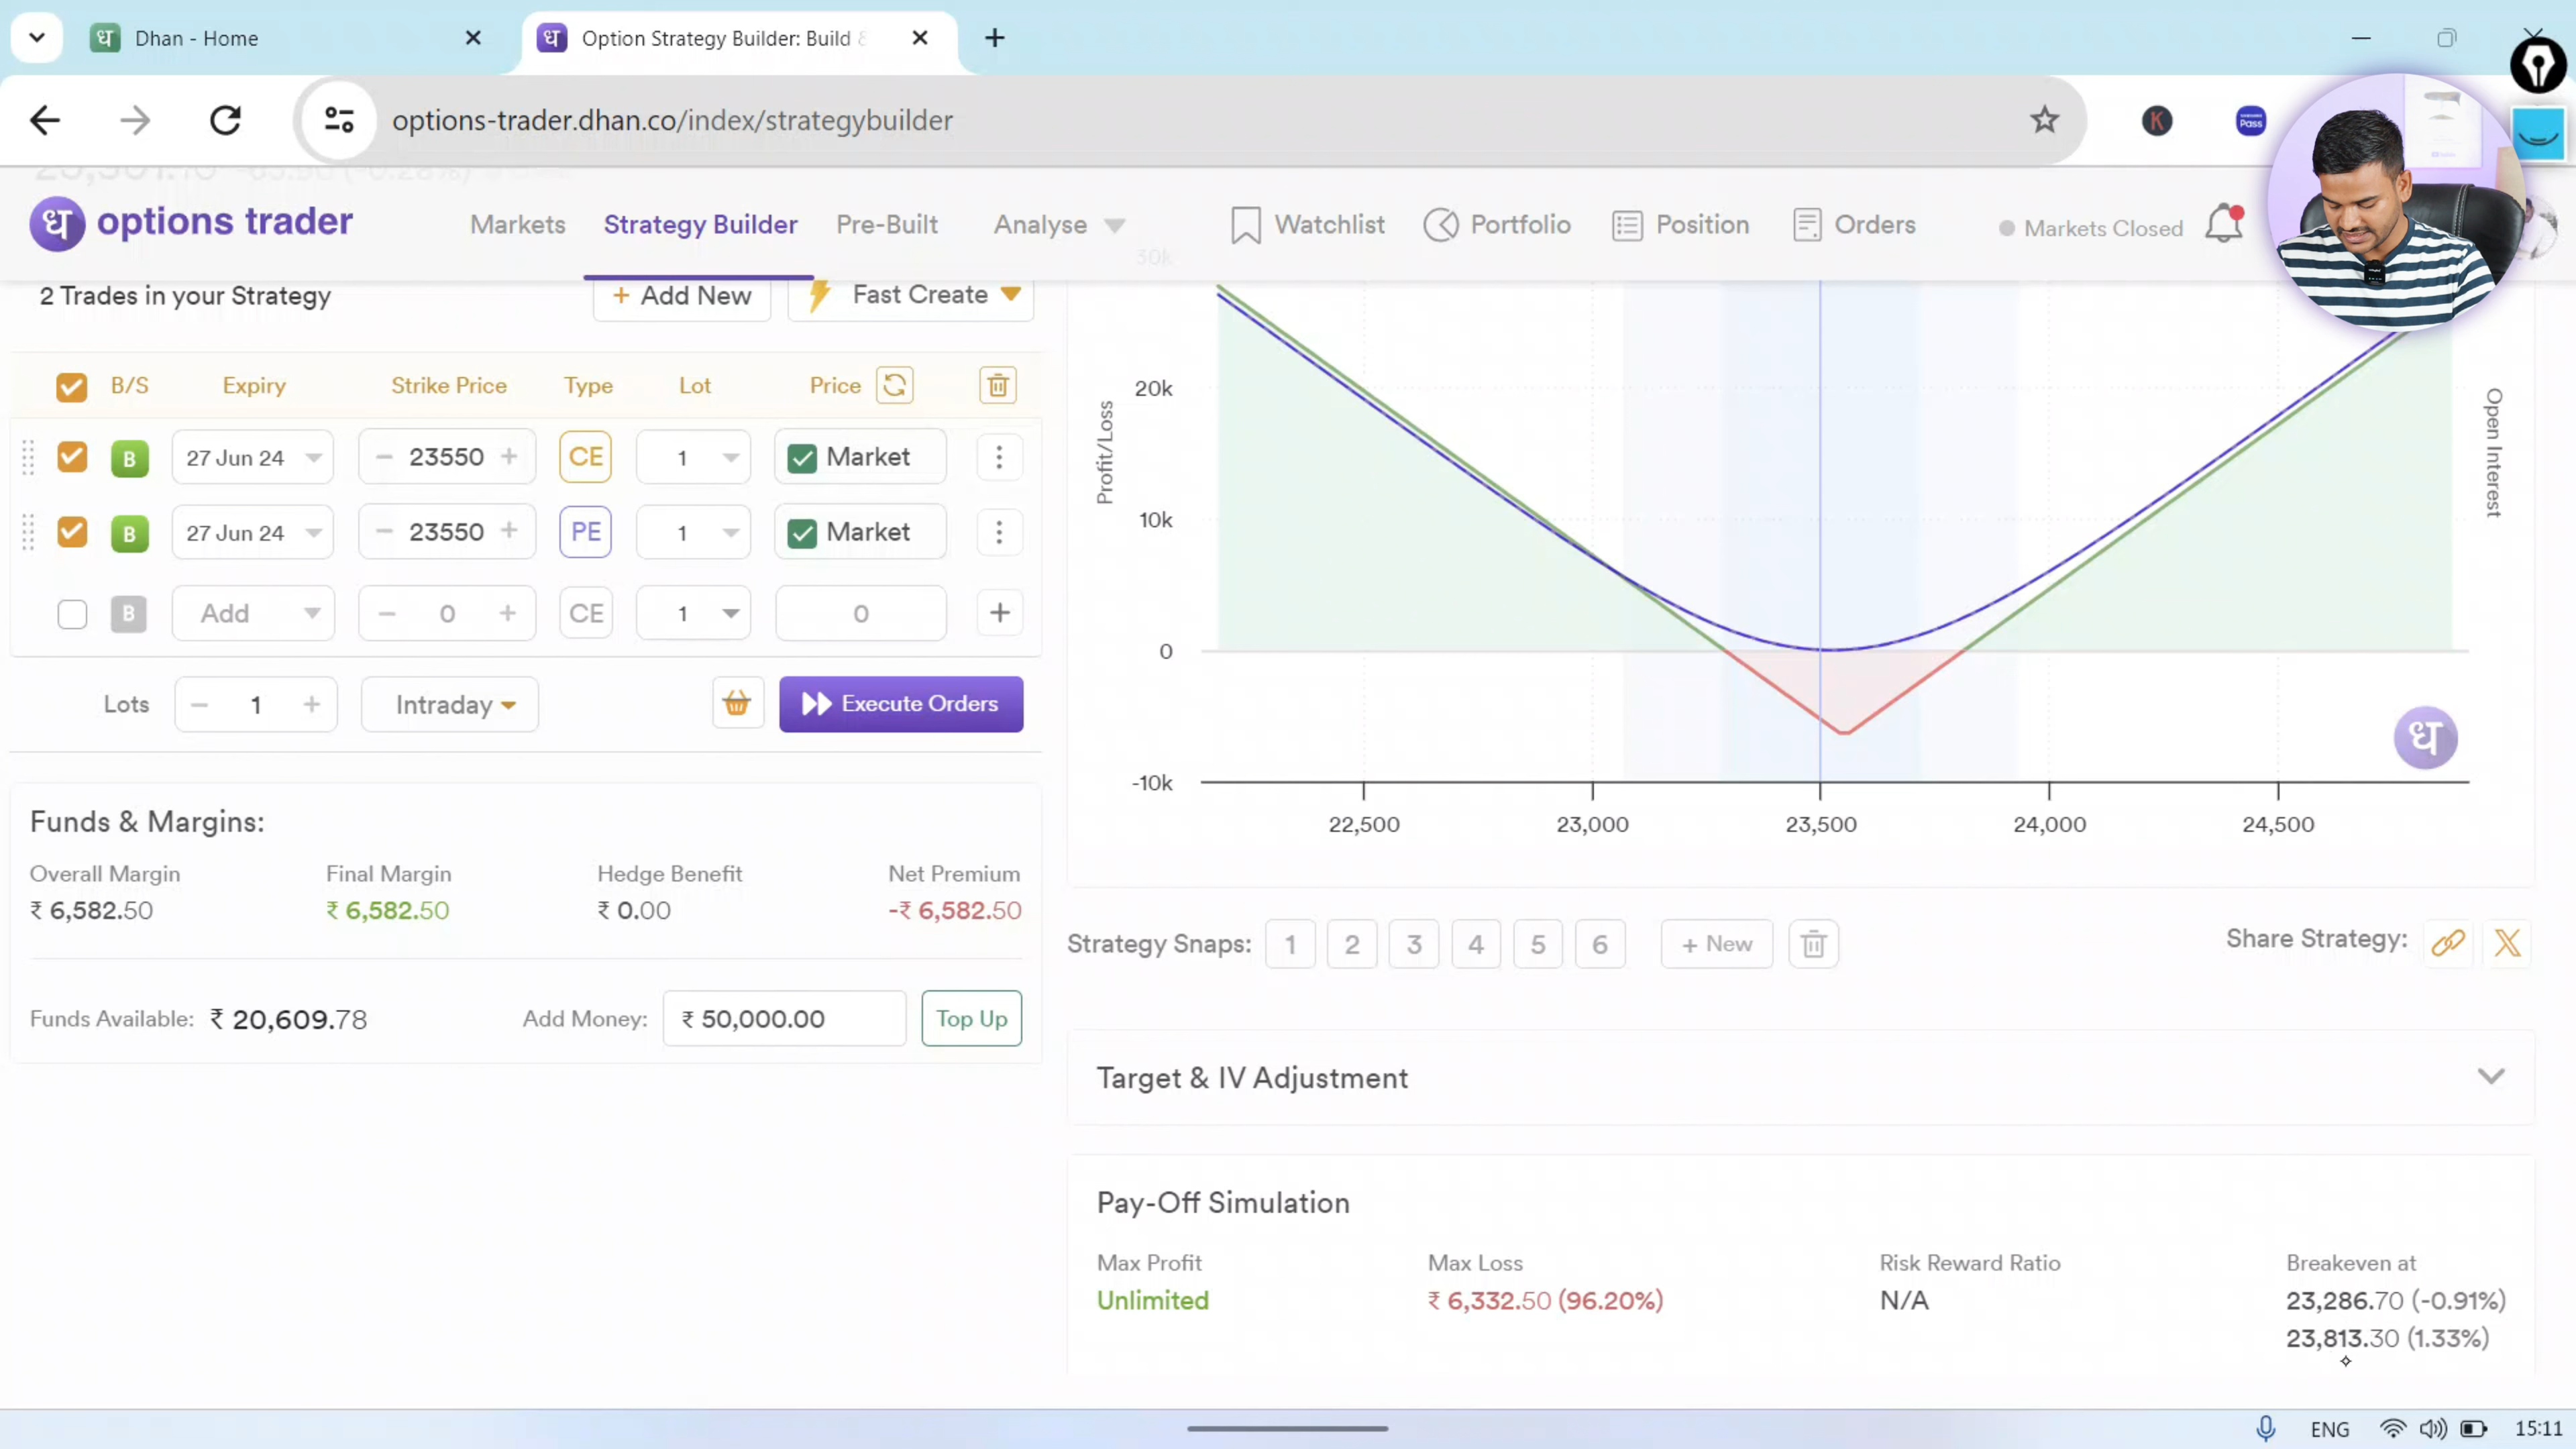 Dhan - Home
Option Strategy Builder: Build &
options-trader.dhan.co/index/strategybuilder
K
Pass
ध options trader
Markets
Strategy Builder
Pre-Built
Analyse
Watchlist
Portfolio
Position
Orders
Markets Closed
2 Trades in your Strategy
+ Add New
Fast Create
B/S Expiry Strike Price Type Lot Price
B 27 Jun 24 − 23550 + CE 1 Market
B 27 Jun 24 − 23550 + PE 1 Market
B Add − 0 + CE 1 0 +
Lots − 1 + Intraday Execute Orders
Funds & Margins:
Overall Margin Final Margin Hedge Benefit Net Premium
₹ 6,582.50 ₹ 6,582.50 ₹ 0.00 -₹ 6,582.50
Funds Available: ₹ 20,609.78 Add Money: ₹ 50,000.00 Top Up
30k
20k
10k
0
-10k
Profit/Loss
Open Interest
ध
22,500 23,000 23,500 24,000 24,500
Strategy Snaps: 1 2 3 4 5 6 + New
Share Strategy:
Target & IV Adjustment
Pay-Off Simulation
Max Profit Max Loss Risk Reward Ratio Breakeven at
Unlimited ₹ 6,332.50 (96.20%) N/A 23,286.70 (-0.91%)
23,813.30 (1.33%)
ENG 15:11